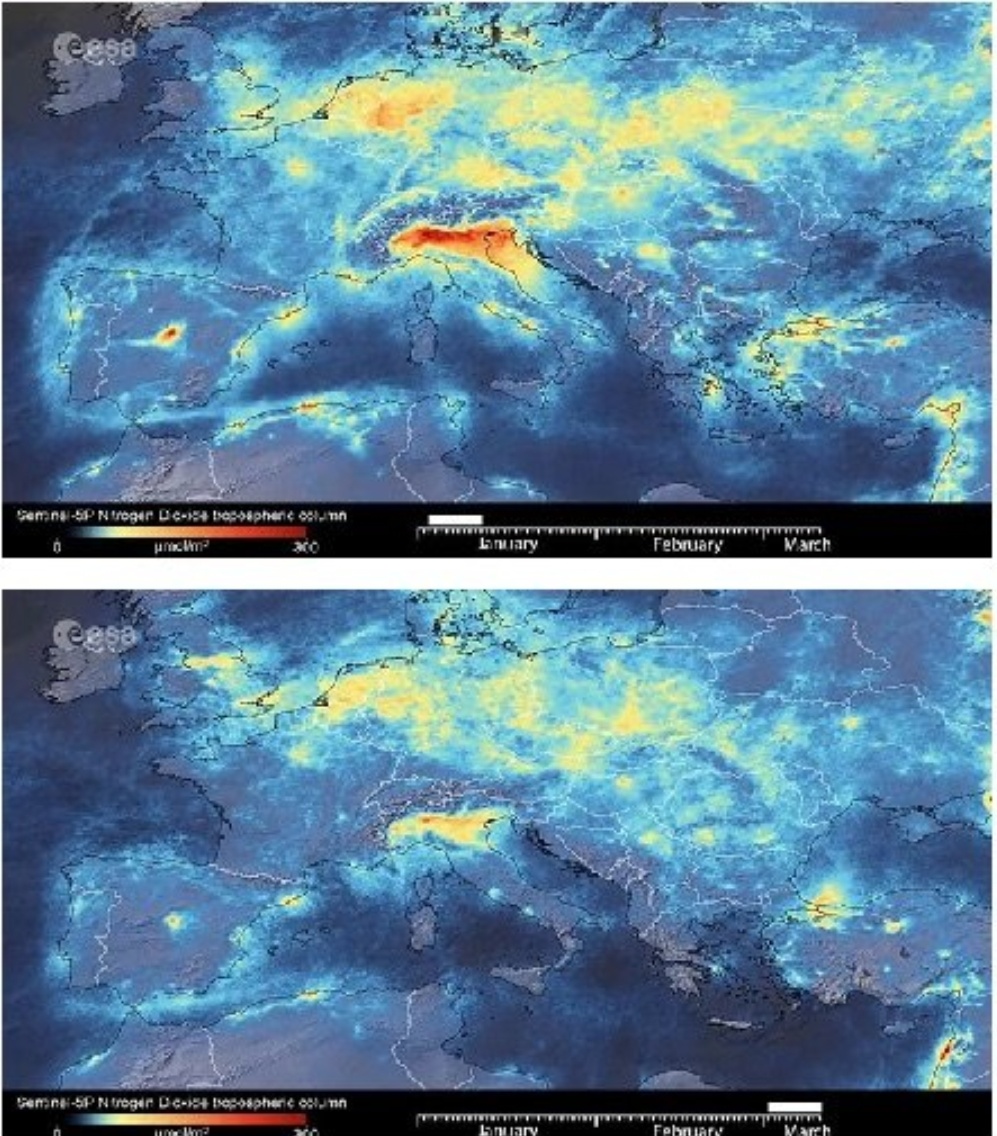 esa
Sentinel-5P Nitrogen Dioxide tropospheric column
0 µmol/m² 300
January February March
esa
Sentinel-5P Nitrogen Dioxide tropospheric column
0 µmol/m² 300
January February March